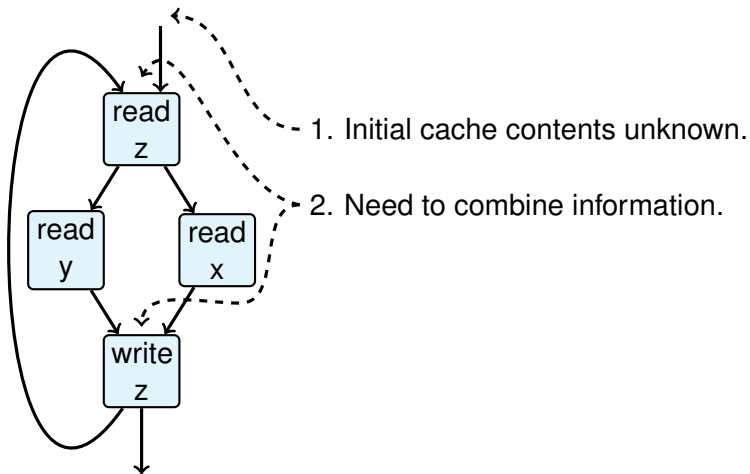 read
z
1. Initial cache contents unknown.
2. Need to combine information.
read
y
read
x
write
z